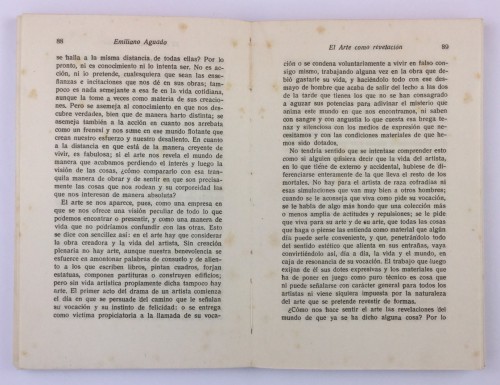 88
Emiliano Aguado
se halla a la misma distancia de todas ellas? Por lo
pronto, ni es conocimiento ni lo intenta ser. No es ac-
ción, ni lo pretende, cualesquiera que sean las ense-
ñanzas e incitaciones que nos dé en sus obras; tam-
poco es nada semejante a esa fe en la vida cotidiana,
aunque la tome a veces como materia de sus creacio-
nes. Pero se asemeja al conocimiento en que nos des-
cubre verdades, bien que de manera harto distinta; se
asemeja también a la acción en cuanto nos arrebata
como un frenesí y nos sume en ese mundo flotante que
crean nuestro esfuerzo y nuestro desaliento. En cuanto
a la distancia en que está de la manera creyente de
vivir, es fabulosa; si el arte nos revela el mundo de
manera que acabamos perdiendo el interés y luego la
visión de las cosas, ¿cómo compararlo con esa tran-
quila manera de obrar y de sentir en que son precisa-
mente las cosas que nos rodean y su corporeidad las
que nos interesan de manera absoluta?
El arte se nos aparece, pues, como una empresa en
que se nos ofrece una visión peculiar de todo lo que
podemos encontrar o presentir, y como una manera de
vida que no podríamos confundir con las otras. Esto
se dice con sencillez así: en el arte hay que considerar
la obra creadora y la vida del artista. Sin creación
plenaria no hay arte, aunque nuestra benevolencia se
esfuerce en amontonar palabras de consuelo y de alien-
to a los que escriben libros, pintan cuadros, forjan
estatuas, componen partituras o construyen edificios;
pero sin vida artística propiamente dicha tampoco hay
arte. El primer acto del drama de un artista comienza
el día en que se persuade del camino que le señalan
su vocación y su instinto de felicidad: o se entrega
como víctima propiciatoria a la llamada de su voca-
El Arte como revelación
89
ción o se condena voluntariamente a vivir en falso con-
sigo mismo, trabajando alguna vez en la obra que de-
bió gastarle su vida, y haciéndolo todo con ese des-
mayo de hombre que acaba de salir del lecho a las dos
de la tarde que tienen los que no se han consagrado
a aguzar sus potencias para adivinar el misterio que
anima este mundo en que nos encontramos, ni saben
con sangre y con angustia lo que cuesta esa brega te-
naz y silenciosa con los medios de expresión que ne-
cesitamos y con las condiciones materiales de que he-
mos sido dotados.
No tendría sentido que se intentase comprender esto
como si alguien quisiera decir que la vida del artista,
en lo que tiene de externo y accidental, hubiese de di-
ferenciarse enteramente de la que lleva el resto de los
mortales. No hay para el artista de raza cofradías ni
esas simulaciones que van muy bien a otros hombres;
cuando se le aconseja que viva como pide su vocación,
se le habla de algo más hondo que una colección más
o menos amplia de actitudes y repulsiones; se le pide
que viva para su arte y de su arte, que todas las cosas
que haga o piense las estienda como material que algún
día puede serle conveniente, y que, penetrándolo todo
del sentido estético que alienta en sus entrañas, vaya
convirtiéndolo así, día a día, la vida y el mundo, en
caja de resonancia de su vocación. El trabajo que luego
exijan de él sus dotes expresivas y los materiales que
ha de poner en juego como puro técnico es cosa que
ni puede señalarse con carácter general para todos los
artistas ni viene siquiera impuesta por la naturaleza
del arte que se pretende revestir de formas.
¿Cómo nos hace sentir el arte las revelaciones del
mundo de que ya se ha dicho alguna cosa? Por lo